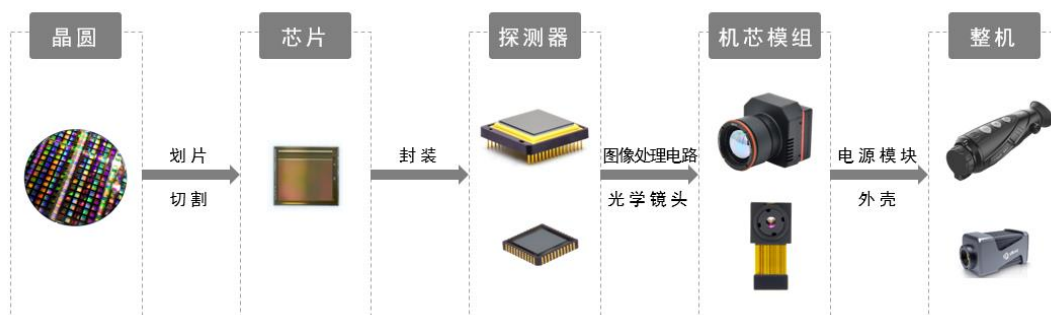 晶圆
芯片
探测器
机芯模组
整机
划片
切割
封装
图像处理电路
光学镜头
电源模块
外壳